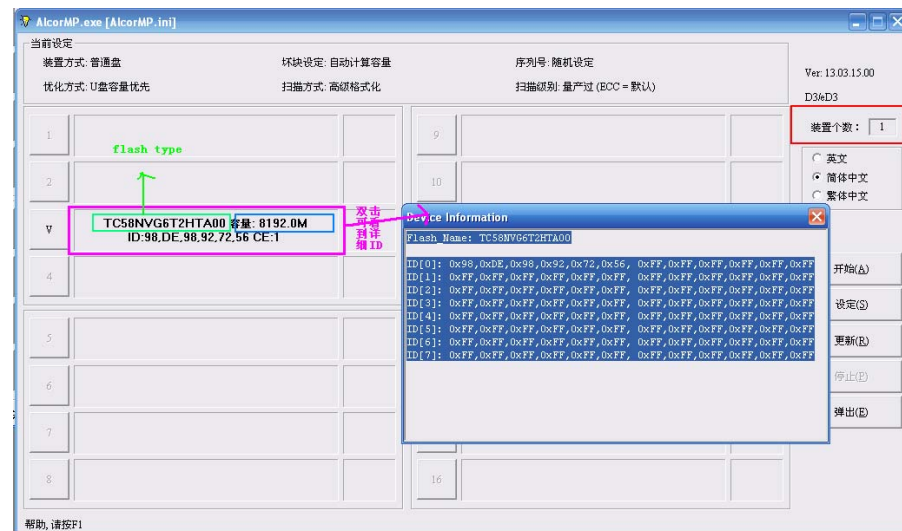 AlcorMP.exe [AlcorMP.ini]
当前设定
装置方式: 普通盘
坏块设定: 自动计算容量
序列号: 随机设定
优化方式: U盘容量优先
扫描方式: 高级格式化
扫描级别: 量产过 (ECC = 默认)
Ver: 13.03.15.00
D3/eD3
装置个数： 1
英文
简体中文
繁体中文
1
flash type
2
V
TC58NVG6T2HTA00 容量: 8192.0M
ID:98,DE,98,92,72,56 CE:1
双击
可看
到详
细ID
4
5
6
7
8
9
10
16
Device Information
Flash_Name: TC58NVG6T2HTA00
ID[0]: 0x98,0xDE,0x98,0x92,0x72,0x56, 0xFF,0xFF,0xFF,0xFF,0xFF,0xFF
ID[1]: 0xFF,0xFF,0xFF,0xFF,0xFF,0xFF, 0xFF,0xFF,0xFF,0xFF,0xFF,0xFF
ID[2]: 0xFF,0xFF,0xFF,0xFF,0xFF,0xFF, 0xFF,0xFF,0xFF,0xFF,0xFF,0xFF
ID[3]: 0xFF,0xFF,0xFF,0xFF,0xFF,0xFF, 0xFF,0xFF,0xFF,0xFF,0xFF,0xFF
ID[4]: 0xFF,0xFF,0xFF,0xFF,0xFF,0xFF, 0xFF,0xFF,0xFF,0xFF,0xFF,0xFF
ID[5]: 0xFF,0xFF,0xFF,0xFF,0xFF,0xFF, 0xFF,0xFF,0xFF,0xFF,0xFF,0xFF
ID[6]: 0xFF,0xFF,0xFF,0xFF,0xFF,0xFF, 0xFF,0xFF,0xFF,0xFF,0xFF,0xFF
ID[7]: 0xFF,0xFF,0xFF,0xFF,0xFF,0xFF, 0xFF,0xFF,0xFF,0xFF,0xFF,0xFF
开始(A)
设定(S)
更新(R)
停止(P)
弹出(E)
帮助, 请按F1